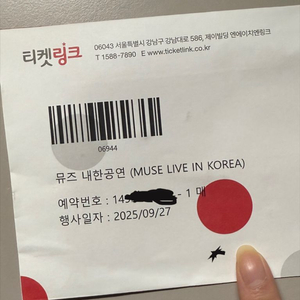 티켓링크
06043 서울특별시 강남구 강남대로 586, 제이빌딩 엔에이치엔링크
T 1588-7890 E www.ticketlink.co.kr
06944
뮤즈 내한공연 (MUSE LIVE IN KOREA)
예약번호 : 149 - 1 매
행사일자 : 2025/09/27